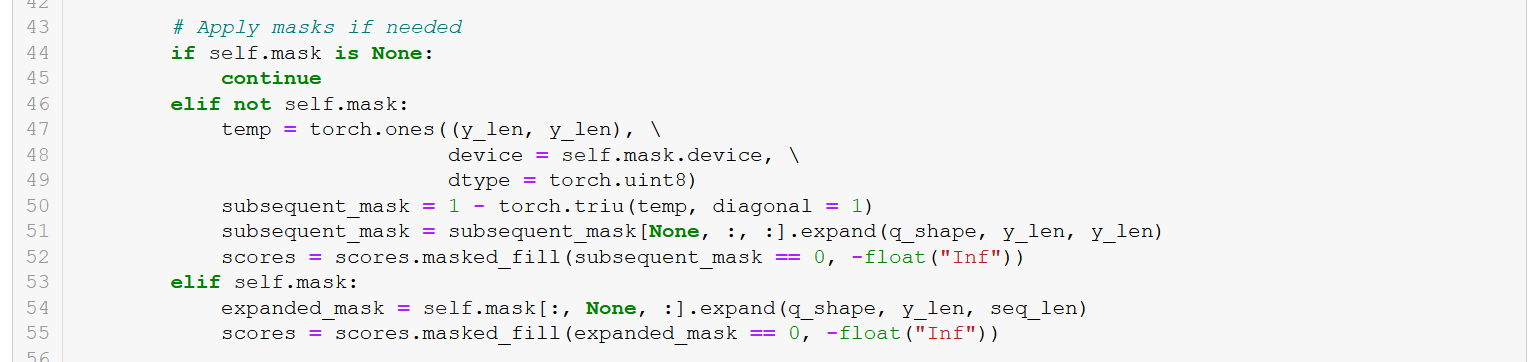 42
43 # Apply masks if needed
44 if self.mask is None:
45 continue
46 elif not self.mask:
47 temp = torch.ones((y_len, y_len), \
48 device = self.mask.device, \
49 dtype = torch.uint8)
50 subsequent_mask = 1 - torch.triu(temp, diagonal = 1)
51 subsequent_mask = subsequent_mask[None, :, :].expand(q_shape, y_len, y_len)
52 scores = scores.masked_fill(subsequent_mask == 0, -float("Inf"))
53 elif self.mask:
54 expanded_mask = self.mask[:, None, :].expand(q_shape, y_len, seq_len)
55 scores = scores.masked_fill(expanded_mask == 0, -float("Inf"))
56